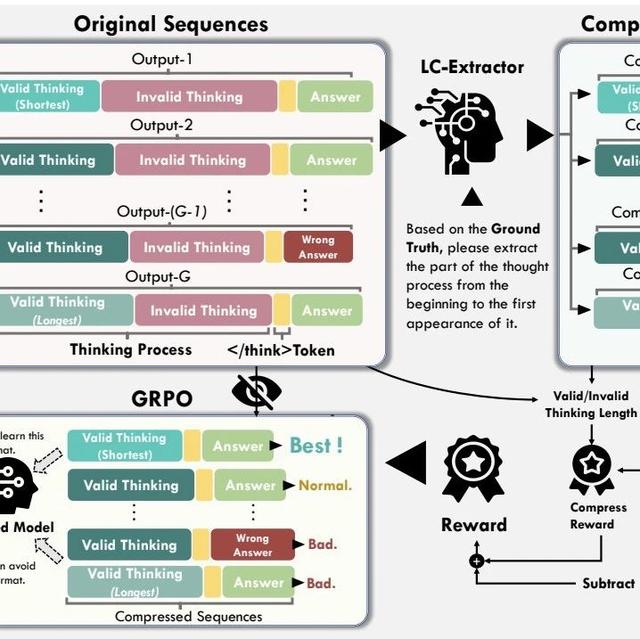 Original Sequences
Output-1
Valid Thinking
(Shortest)
Invalid Thinking
Answer
Output-2
Valid Thinking
Invalid Thinking
Answer
Output-(G-1)
Valid Thinking
Invalid Thinking
Wrong
Answer
Output-G
Valid Thinking
(Longest)
Invalid Thinking
Answer
Thinking Process
</think>Token
LC-Extractor
Based on the Ground
Truth, please extract
the part of the thought
process from the
beginning to the first
appearance of it.
Comp
Co
Valid
(S
Co
Vali
Com
Val
Co
Va
Valid/Invalid
Thinking Length
Compress
Reward
Subtract
Reward
GRPO
learn this
mat.
ed Model
n avoid
rmat.
Valid Thinking
(Shortest)
Answer
Best !
Valid Thinking
Answer
Normal.
Valid Thinking
Wrong
Answer
Bad.
Valid Thinking
(Longest)
Answer
Bad.
Compressed Sequences